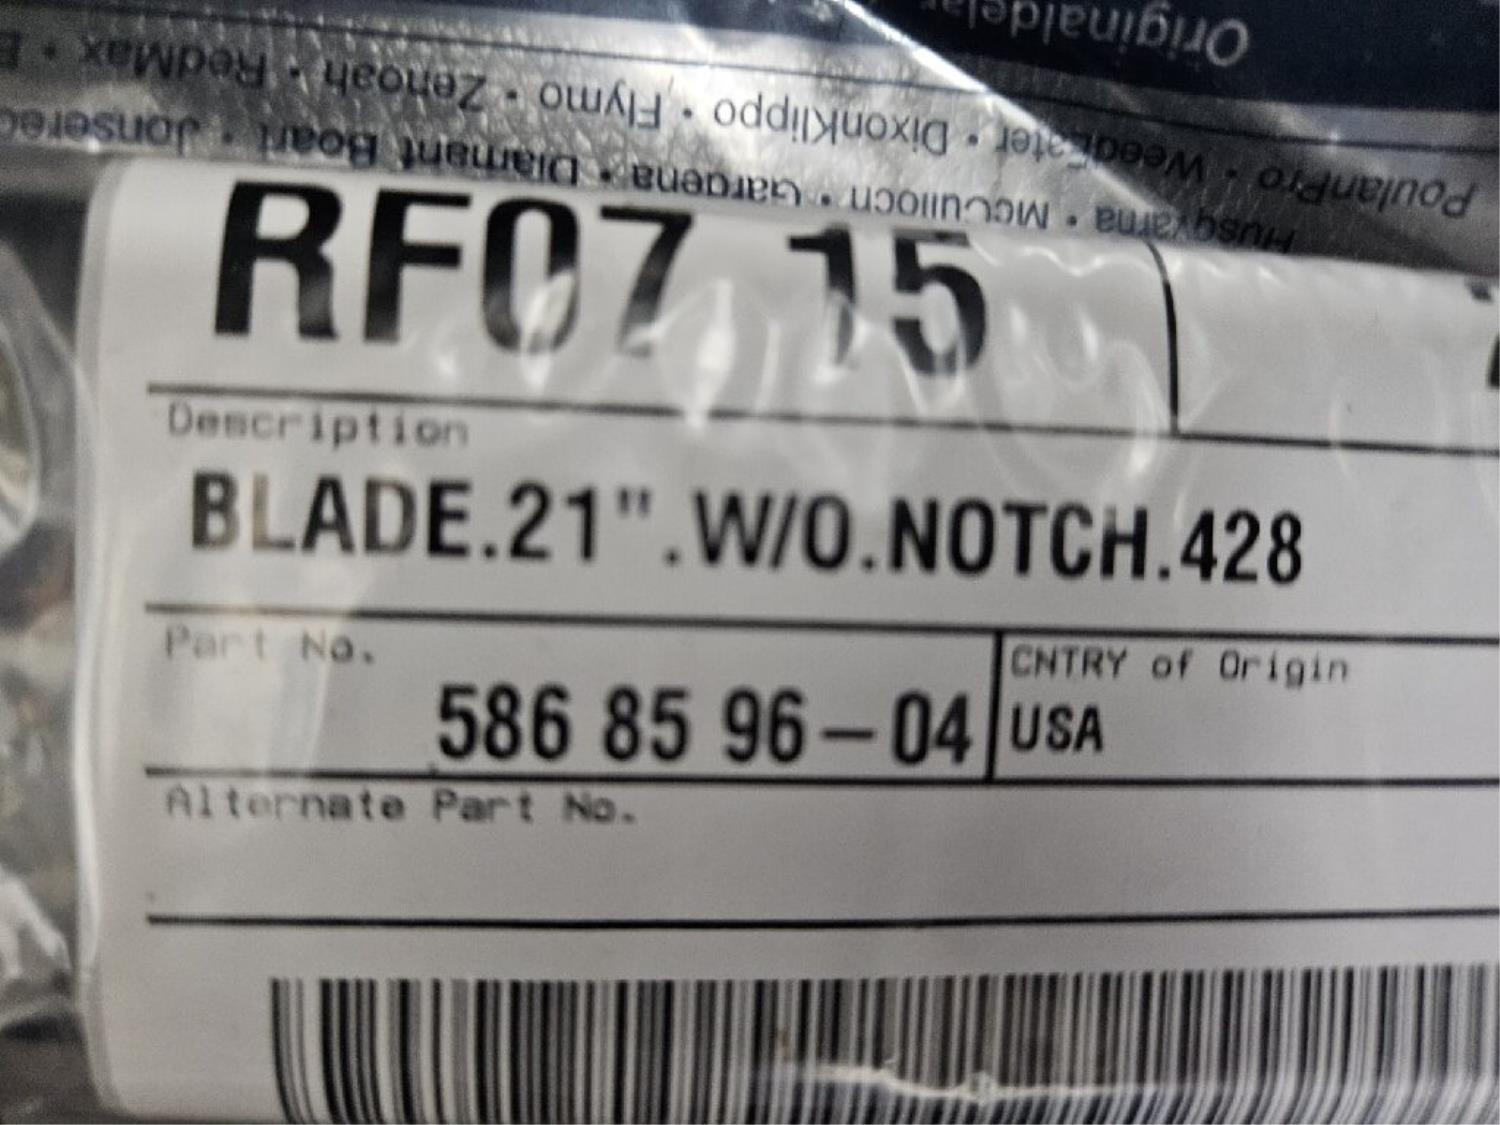 Originaldelar
PoulanPro • WeedEater • DixonKlippo • Flymo • Zenoah • RedMax •
Husqvarna • McCulloch • Gardena • Diamant Boart • Jonsered
RF07 15
Description
BLADE.21".W/O.NOTCH.428
Part No.
CNTRY of Origin
586 85 96-04
USA
Alternate Part No.